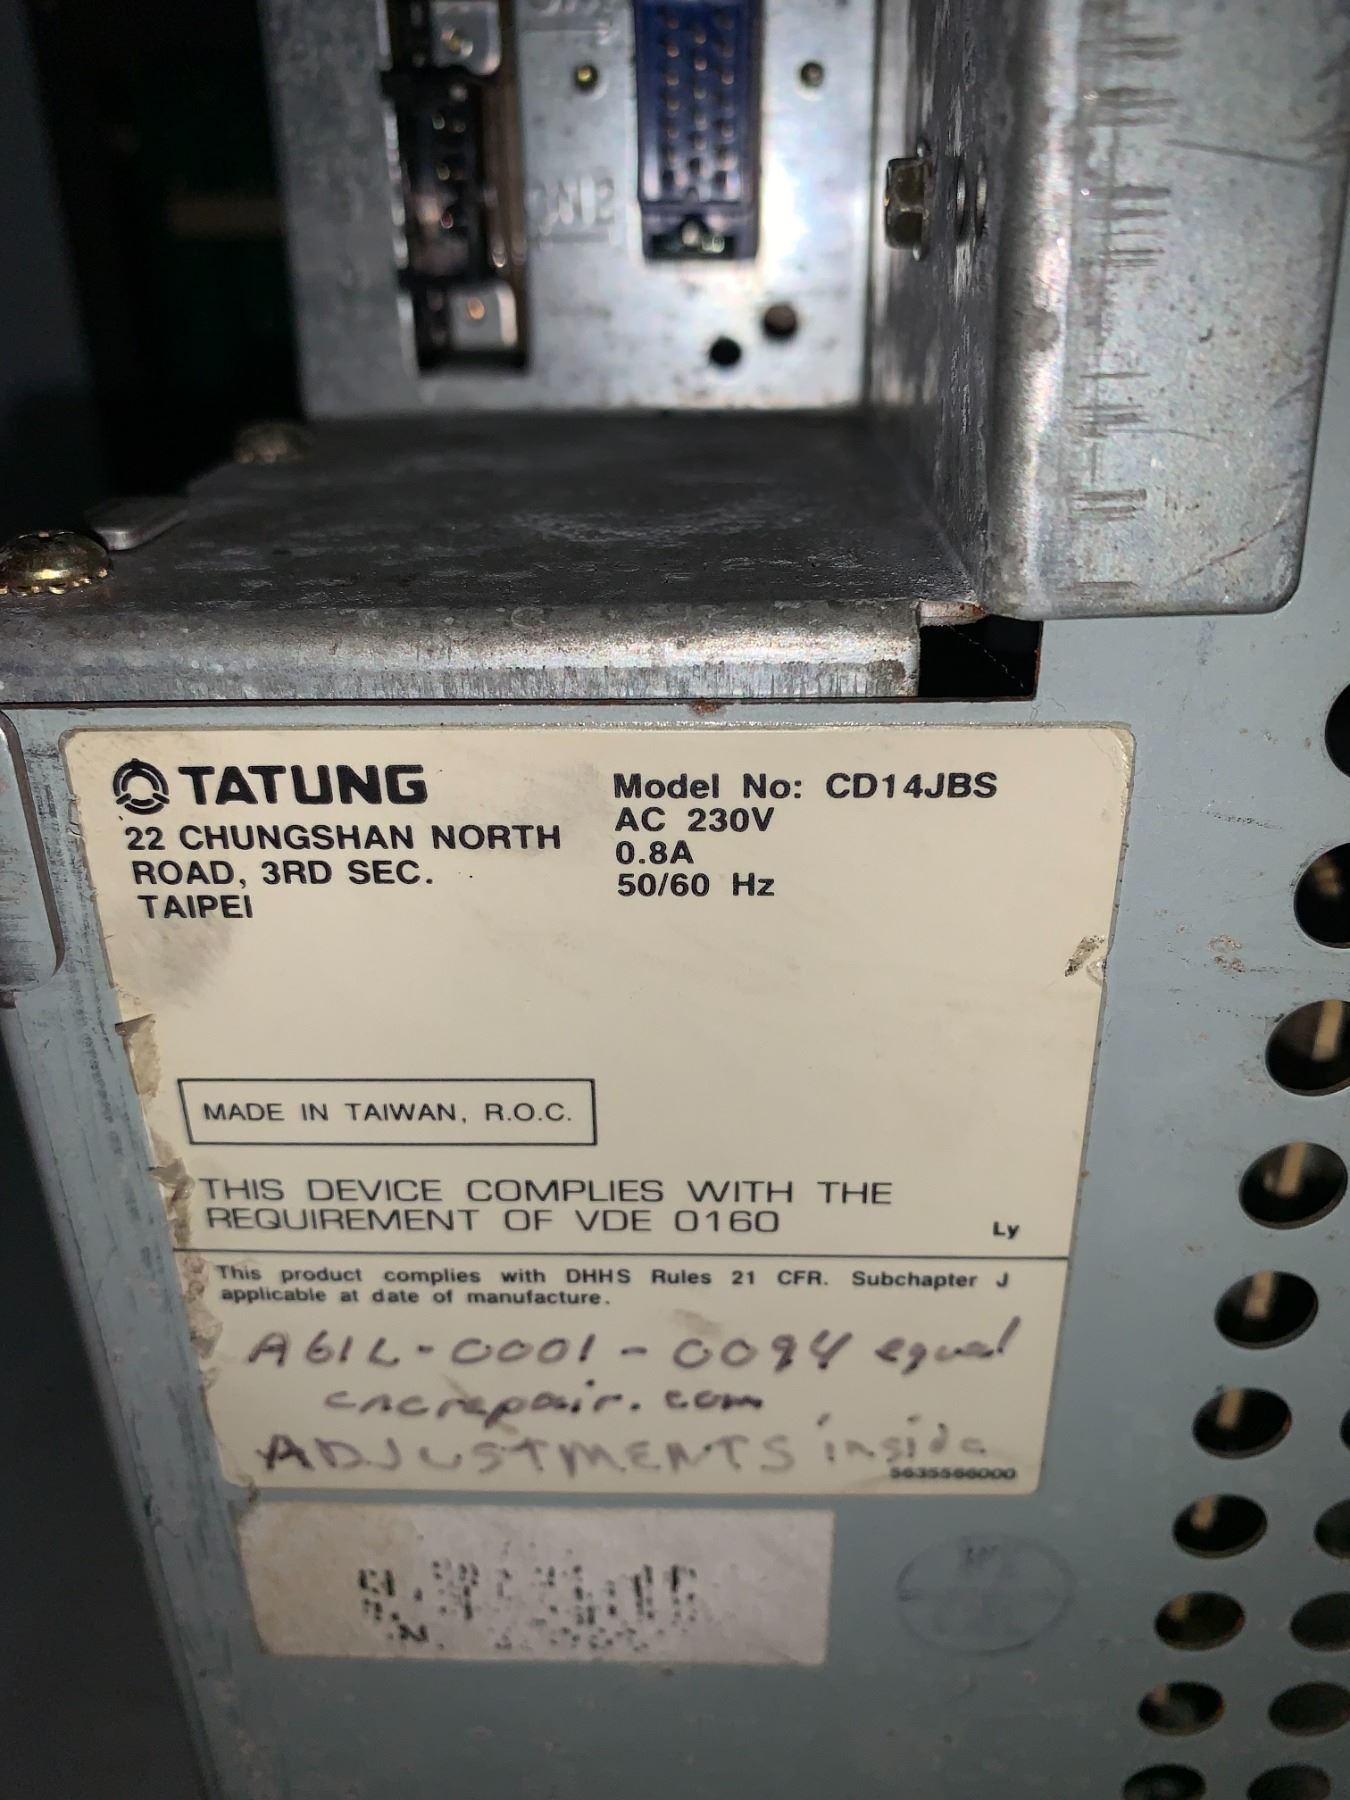 CN2
TATUNG
22 CHUNGSHAN NORTH
ROAD, 3RD SEC.
TAIPEI
Model No: CD14JBS
AC 230V
0.8A
50/60 Hz
MADE IN TAIWAN, R.O.C.
THIS DEVICE COMPLIES WITH THE
REQUIREMENT OF VDE 0160
Ly
This product complies with DHHS Rules 21 CFR. Subchapter J
applicable at date of manufacture.
A61L-0001-0094 equal
cncrepair.com
ADJUSTMENTS inside
5635566000